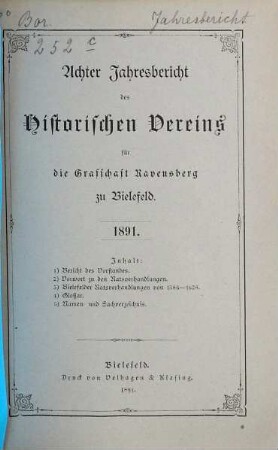 Bor
Jahresbericht
252 c
Achter Jahresbericht
des
Historischen Vereins
für
die Grafschaft Ravensberg
zu Bielefeld.
1891.
Inhalt:
1) Bericht des Vorstandes.
2) Vorwort zu den Ratsverhandlungen.
3) Bielefelder Ratsverhandlungen von
4) Glossar.
5) Namen- und Sachverzeichnis.
Bielefeld.
Druck von Velhagen & Klasing.
1891.